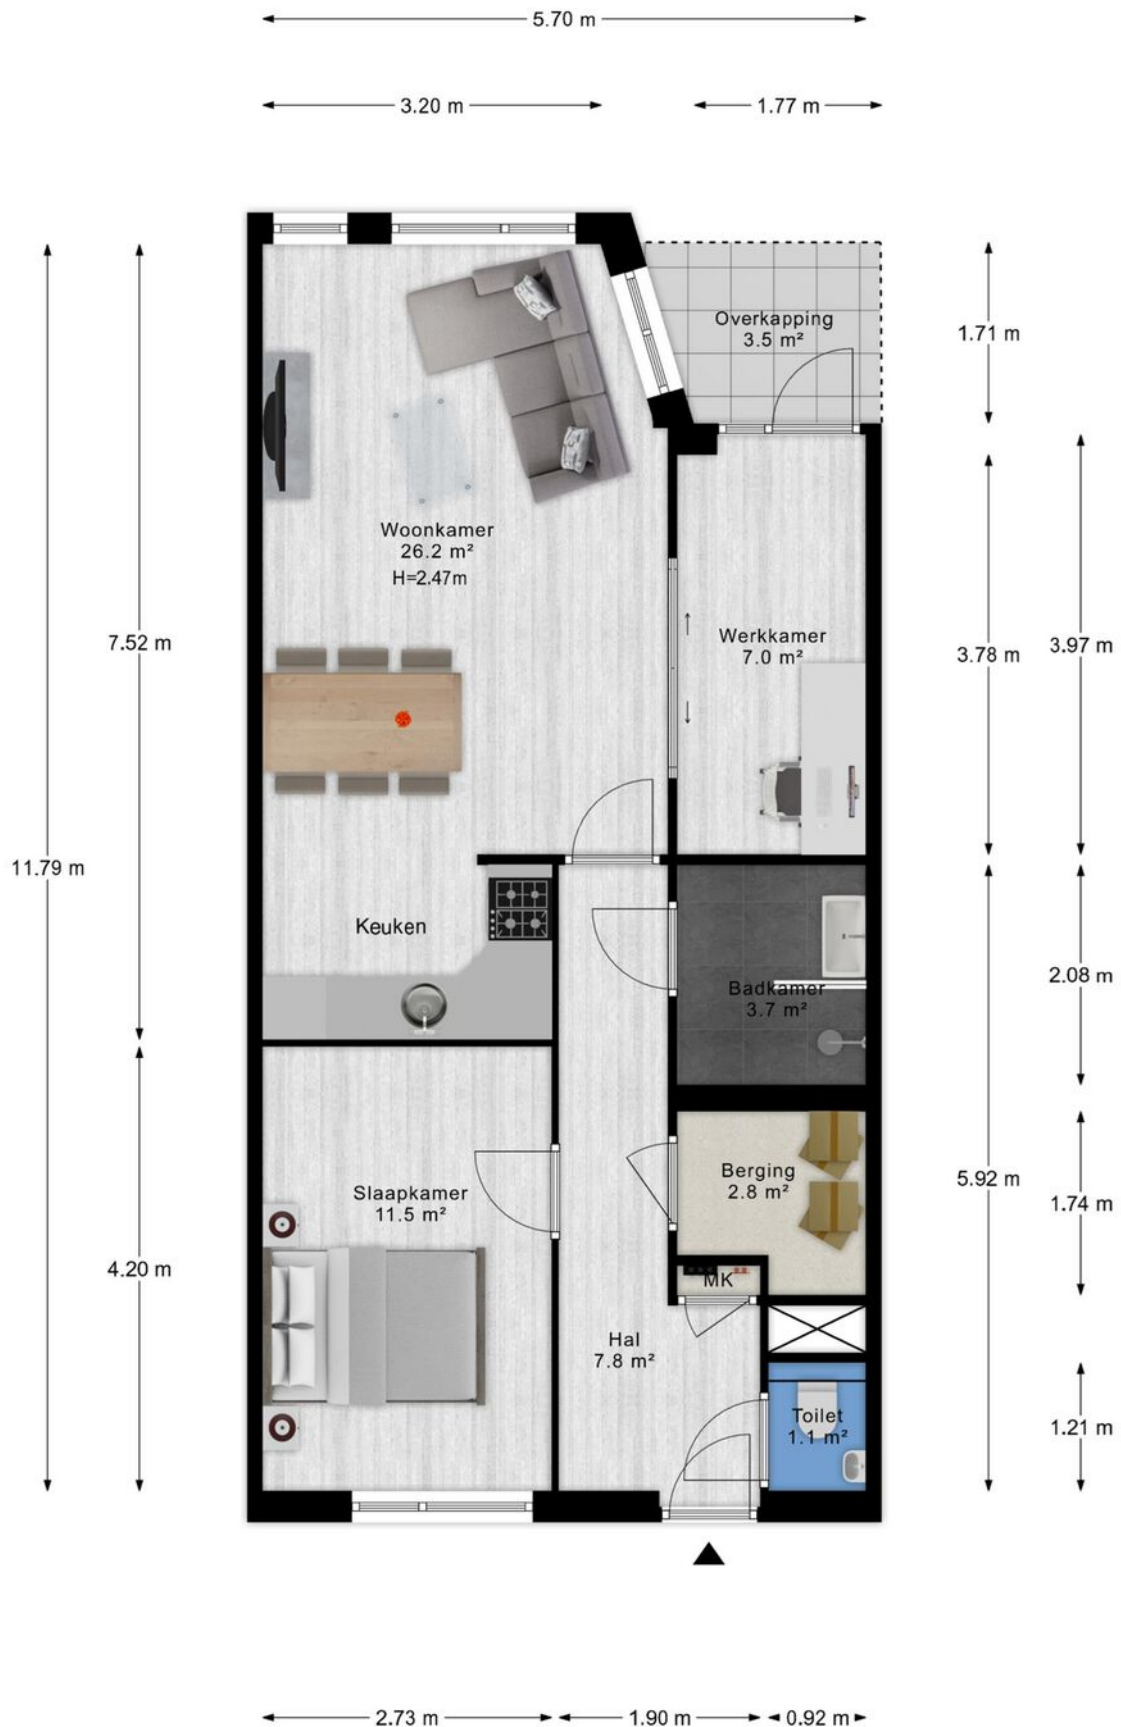 5.70 m
3.20 m
1.77 m
Overkapping
3.5 m²
1.71 m
Woonkamer
26.2 m²
H=2.47m
7.52 m
Werkkamer
7.0 m²
3.78 m
3.97 m
11.79 m
Keuken
Badkamer
3.7 m²
2.08 m
Berging
2.8 m²
5.92 m
1.74 m
Slaapkamer
11.5 m²
4.20 m
MK
Hal
7.8 m²
Toilet
1.1 m²
1.21 m
2.73 m
1.90 m
0.92 m